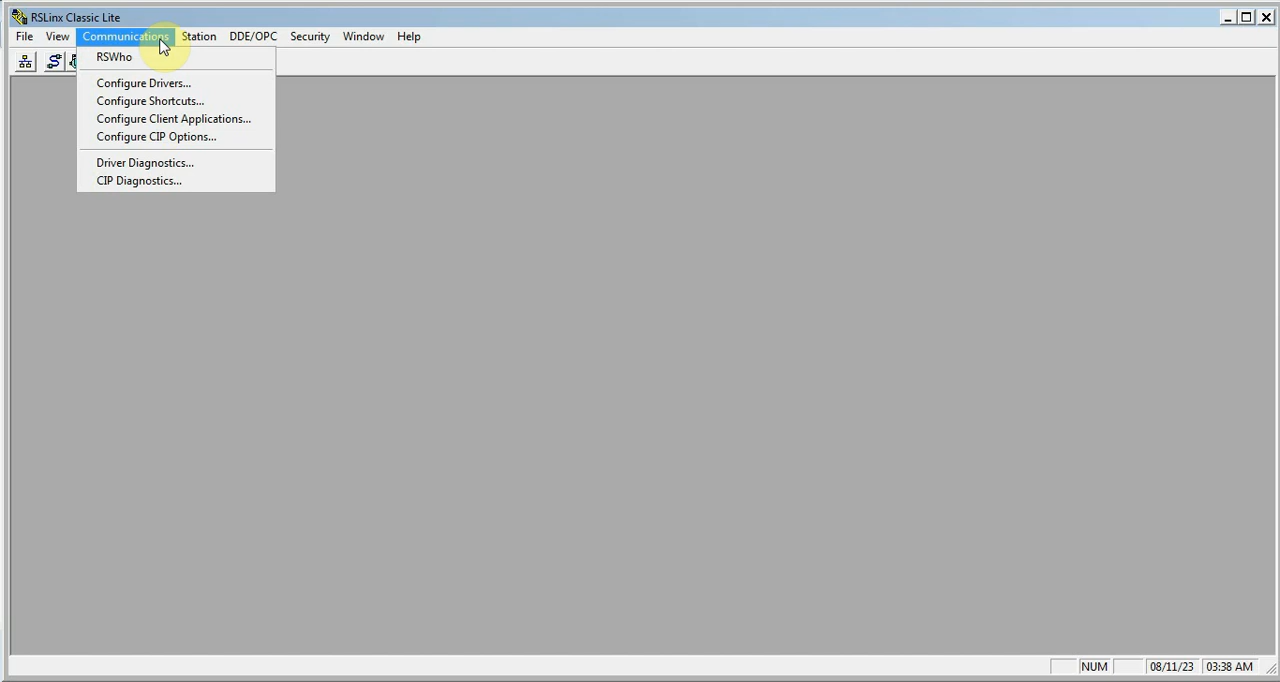 RSLinx Classic Lite
File View Communications Station DDE/OPC Security Window Help
RSWho
Configure Drivers...
Configure Shortcuts...
Configure Client Applications...
Configure CIP Options...
Driver Diagnostics...
CIP Diagnostics...
NUM 08/11/23 03:38 AM